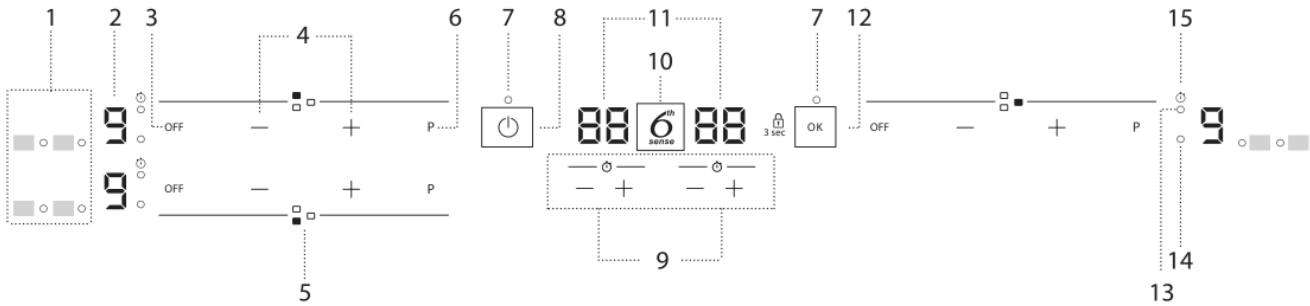 1 2 3 4 6 7 8 11 7 12 15
10
9 OFF − + P 88 6th sense 88 3 sec OK OFF − + P 9
9 OFF − + P − + − +
9 14
5 13